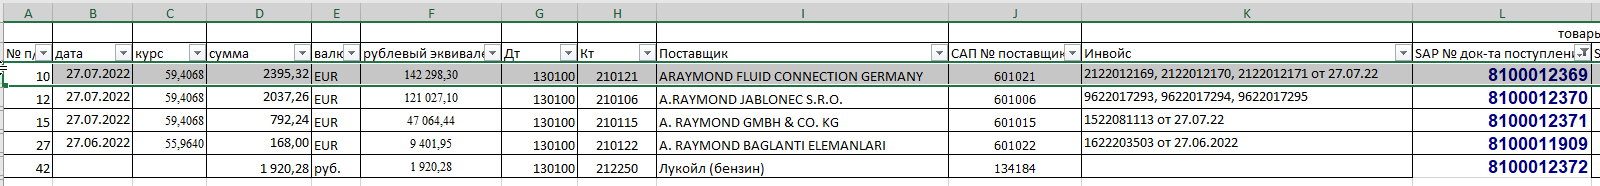 A B C D E F G H I J K L
товары
№ п/ дата курс сумма валю рублевый эквивале Дт Кт Поставщик САП № поставщик Инвойс SAP № док-та поступлени S
10 27.07.2022 59,4068 2395,32 EUR 142 298,30 130100 210121 ARAYMOND FLUID CONNECTION GERMANY 601021 2122012169, 2122012170, 2122012171 от 27.07.22 8100012369
12 27.07.2022 59,4068 2037,26 EUR 121 027,10 130100 210106 A.RAYMOND JABLONEC S.R.O. 601006 9622017293, 9622017294, 9622017295 8100012370
15 27.07.2022 59,4068 792,24 EUR 47 064,44 130100 210115 A. RAYMOND GMBH & CO. KG 601015 1522081113 от 27.07.22 8100012371
27 27.06.2022 55,9640 168,00 EUR 9 401,95 130100 210122 A. RAYMOND BAGLANTI ELEMANLARI 601022 1622203503 от 27.06.2022 8100011909
42 1 920,28 руб. 1 920,28 130100 212250 Лукойл (бензин) 134184 8100012372